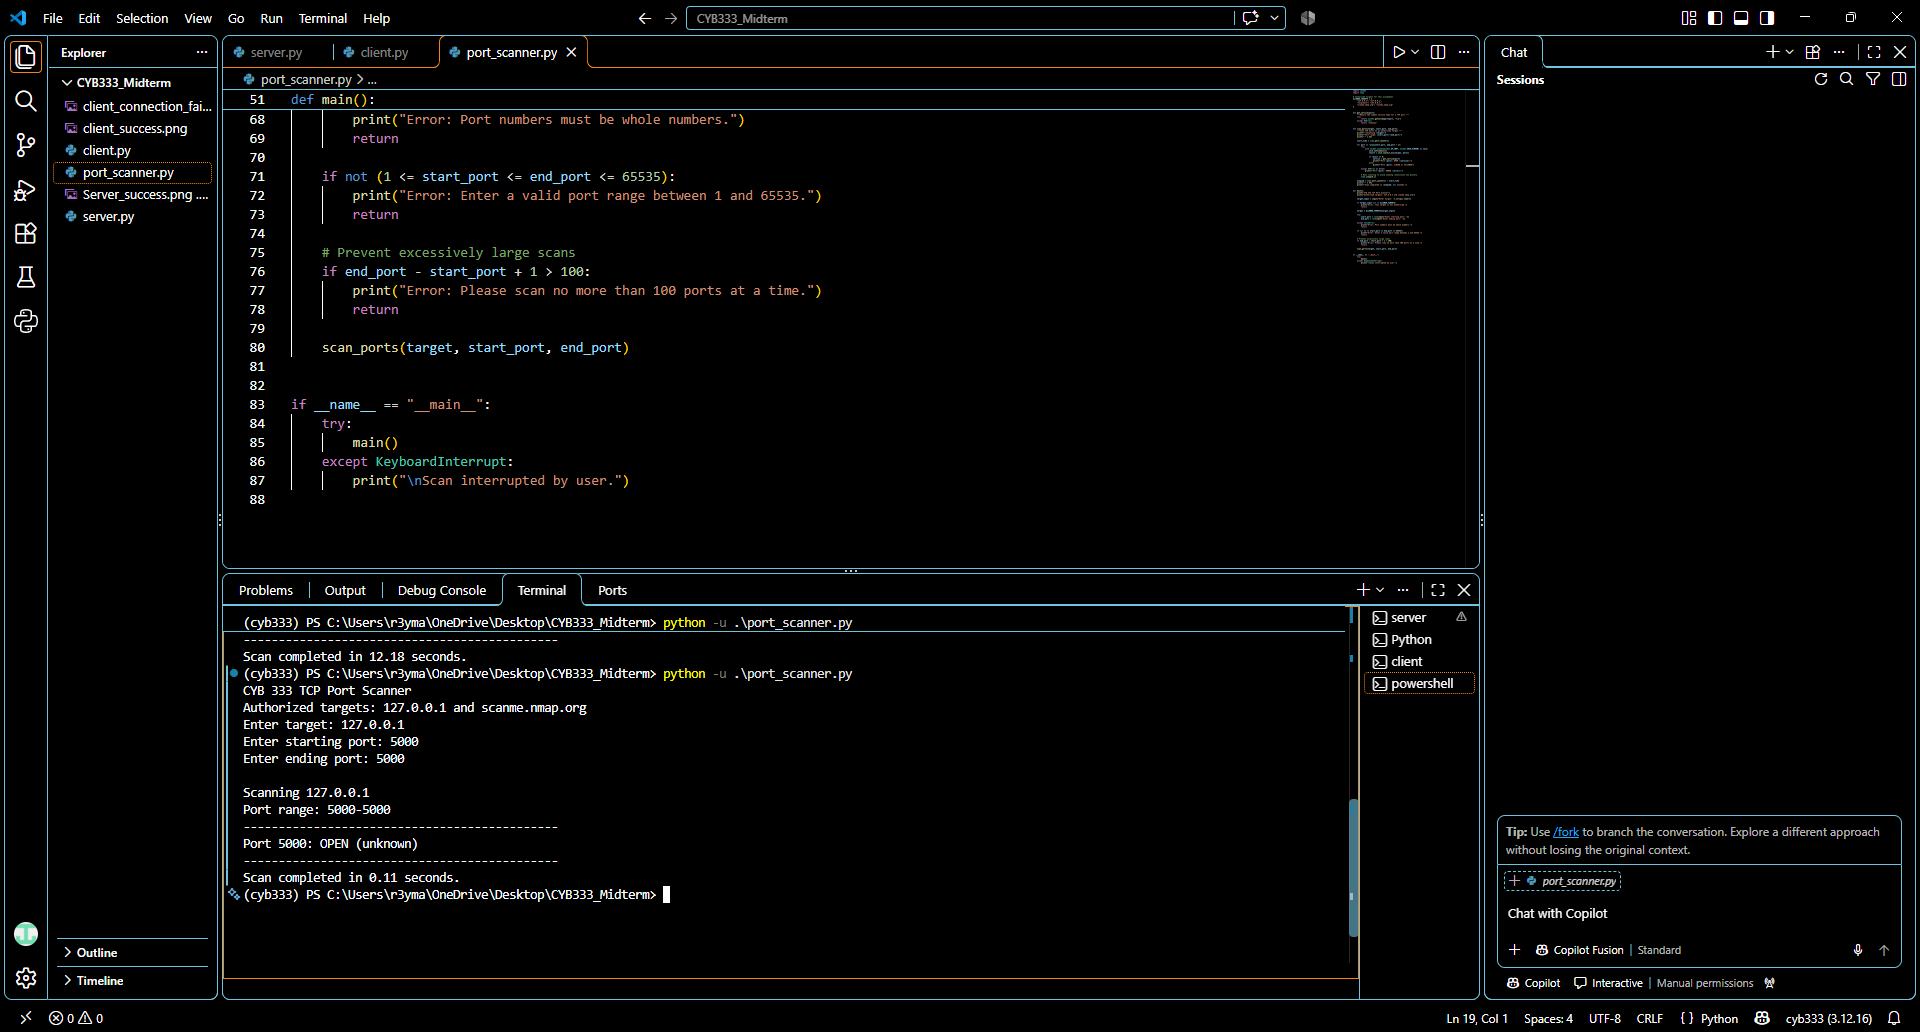 File Edit Selection View Go Run Terminal Help
CYB333_Midterm
Explorer
CYB333_Midterm
client_connection_fai...
client_success.png
client.py
port_scanner.py
Server_success.png ....
server.py
Outline
Timeline
server.py client.py port_scanner.py
port_scanner.py > ...
51 def main():
68 print("Error: Port numbers must be whole numbers.")
69 return
70
71 if not (1 <= start_port <= end_port <= 65535):
72 print("Error: Enter a valid port range between 1 and 65535.")
73 return
74
75 # Prevent excessively large scans
76 if end_port - start_port + 1 > 100:
77 print("Error: Please scan no more than 100 ports at a time.")
78 return
79
80 scan_ports(target, start_port, end_port)
81
82
83 if __name__ == "__main__":
84 try:
85 main()
86 except KeyboardInterrupt:
87 print("\nScan interrupted by user.")
88
Problems Output Debug Console Terminal Ports
(cyb333) PS C:\Users\r3yma\OneDrive\Desktop\CYB333_Midterm> python -u .\port_scanner.py
---------------------------------------------
Scan completed in 12.18 seconds.
(cyb333) PS C:\Users\r3yma\OneDrive\Desktop\CYB333_Midterm> python -u .\port_scanner.py
CYB 333 TCP Port Scanner
Authorized targets: 127.0.0.1 and scanme.nmap.org
Enter target: 127.0.0.1
Enter starting port: 5000
Enter ending port: 5000
Scanning 127.0.0.1
Port range: 5000-5000
---------------------------------------------
Port 5000: OPEN (unknown)
---------------------------------------------
Scan completed in 0.11 seconds.
(cyb333) PS C:\Users\r3yma\OneDrive\Desktop\CYB333_Midterm>
server
Python
client
powershell
Chat
Sessions
Tip: Use /fork to branch the conversation. Explore a different approach
without losing the original context.
port_scanner.py
Chat with Copilot
Copilot Fusion | Standard
Copilot Interactive | Manual permissions
0 0
Ln 19, Col 1 Spaces: 4 UTF-8 CRLF { } Python cyb333 (3.12.16)